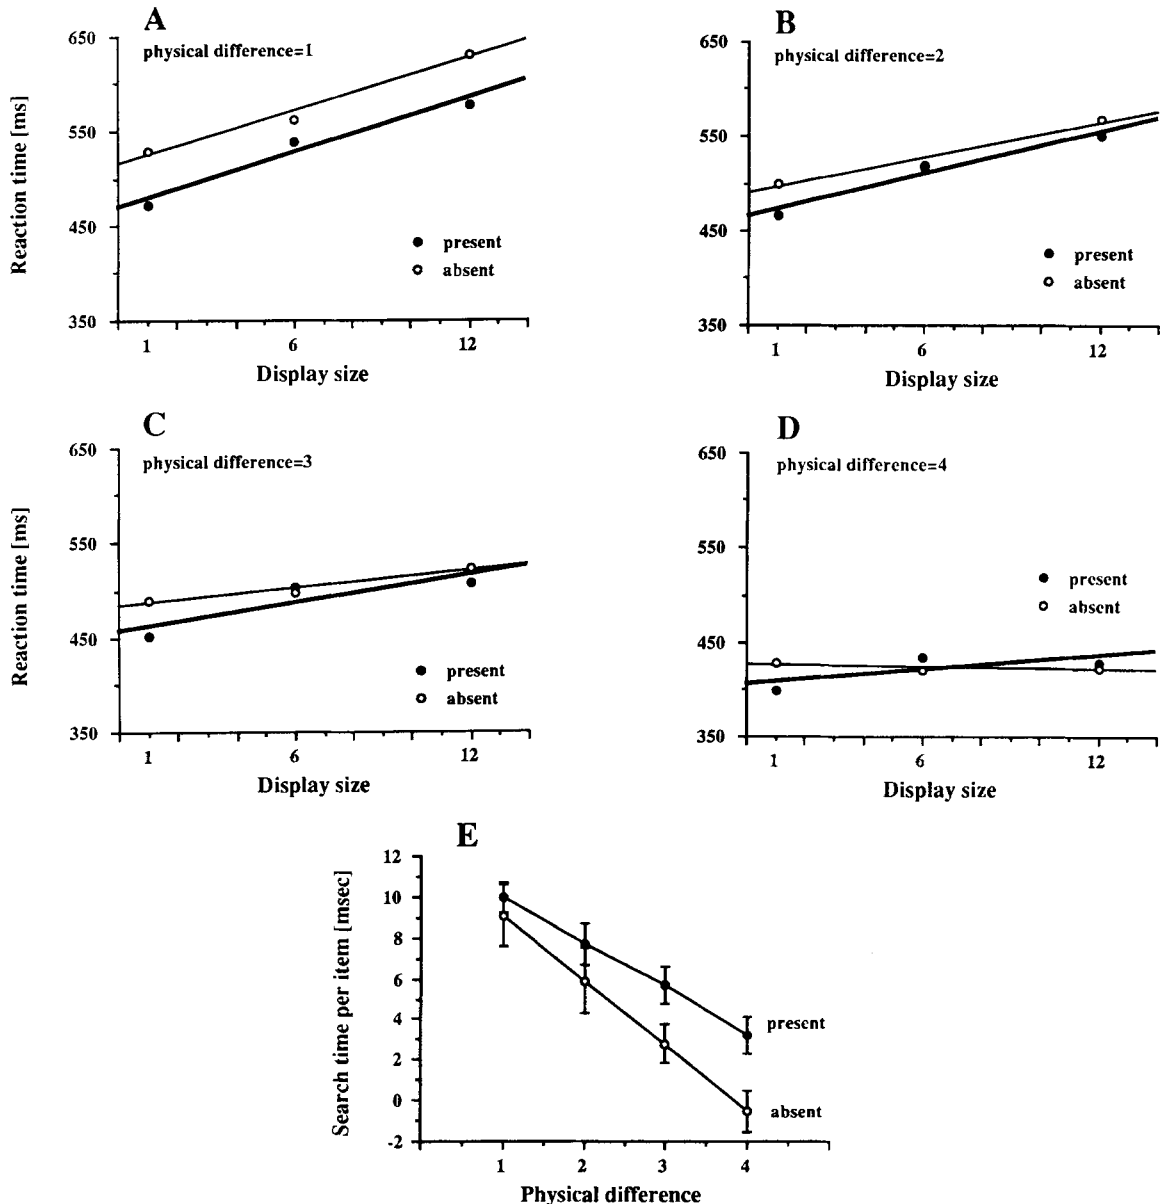 A
physical difference=1
Reaction time [ms]
650
550
450
350
present
absent
1 6 12
Display size
B
physical difference=2
650
550
450
350
present
absent
1 6 12
Display size
C
physical difference=3
Reaction time [ms]
650
550
450
350
present
absent
1 6 12
Display size
D
physical difference=4
650
550
450
350
present
absent
1 6 12
Display size
E
Search time per item [msec]
12
10
8
6
4
2
0
-2
present
absent
1 2 3 4
Physical difference